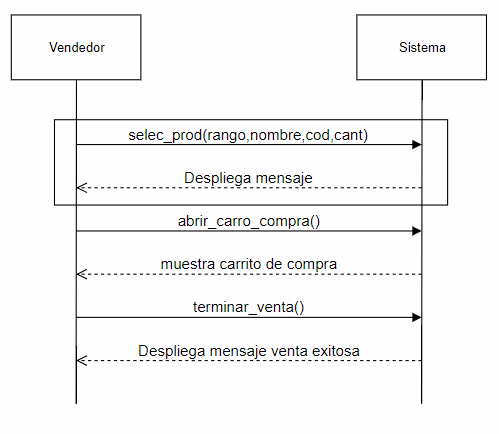 Vendedor
Sistema
selec_prod(rango,nombre,cod,cant)
Despliega mensaje
abrir_carro_compra()
muestra carrito de compra
terminar_venta()
Despliega mensaje venta exitosa